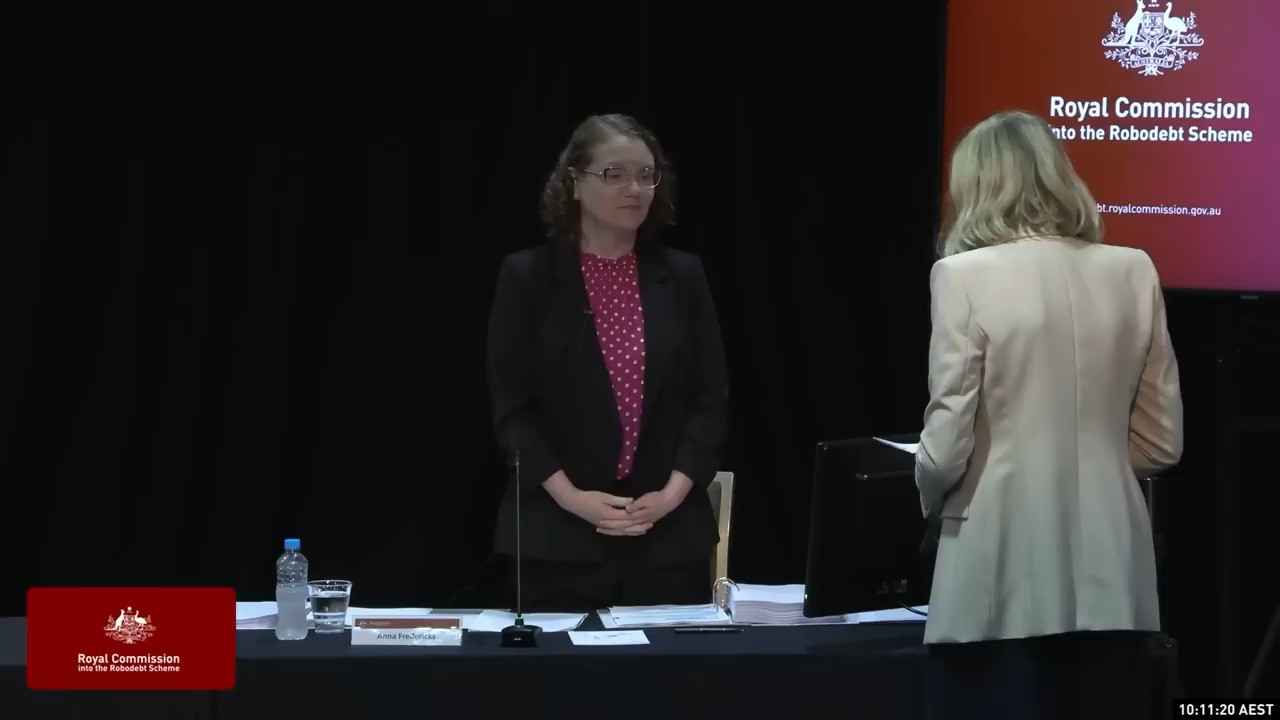 AUSTRALIA
Royal Commission
into the Robodebt Scheme
bt.royalcommission.gov.au
Anna Fredericks
Royal Commission
into the Robodebt Scheme
10:11:20 AEST